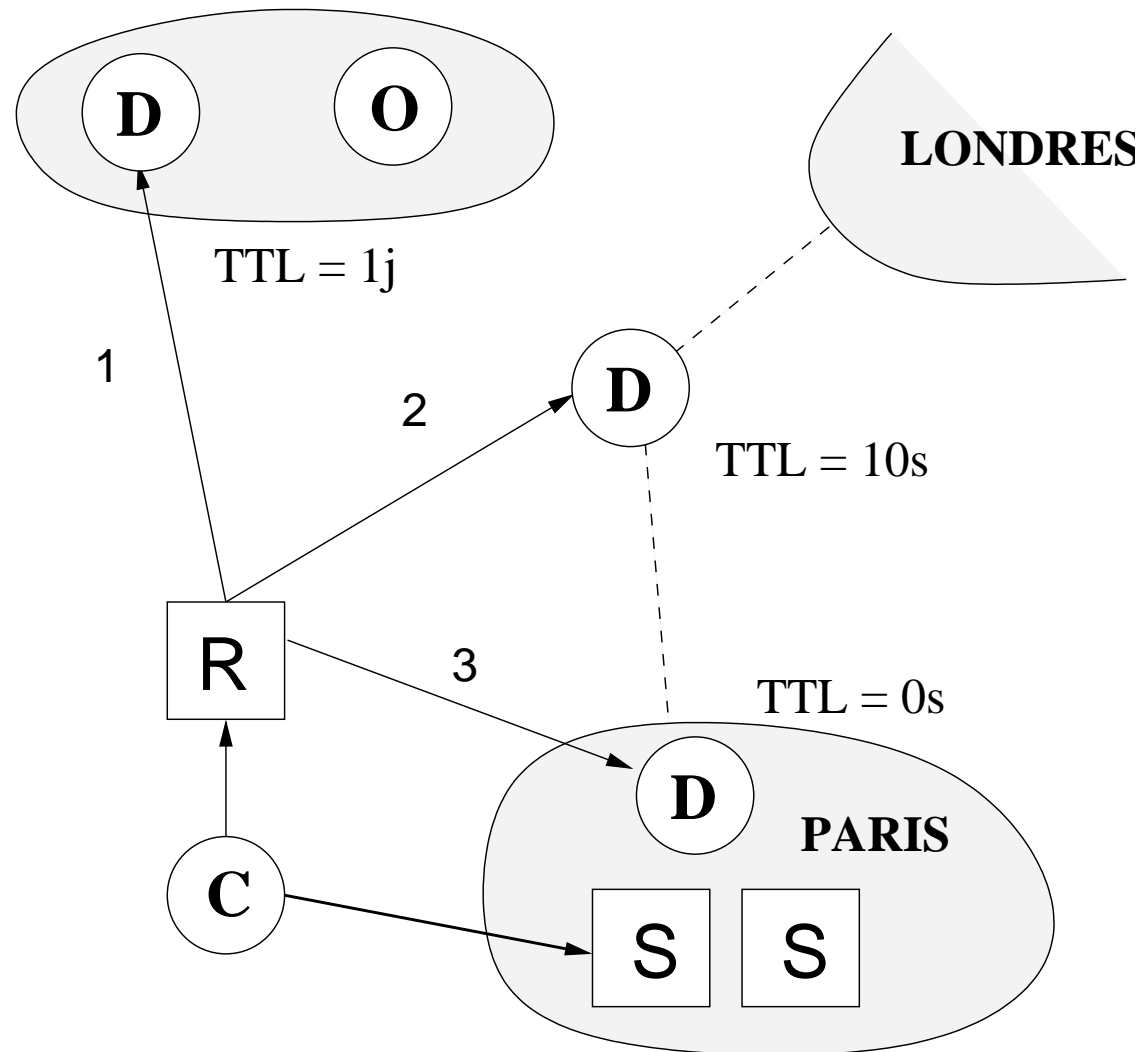 D
O
LONDRES
TTL = 1j
1
2
D
TTL = 10s
R
3
TTL = 0s
D
PARIS
C
S
S